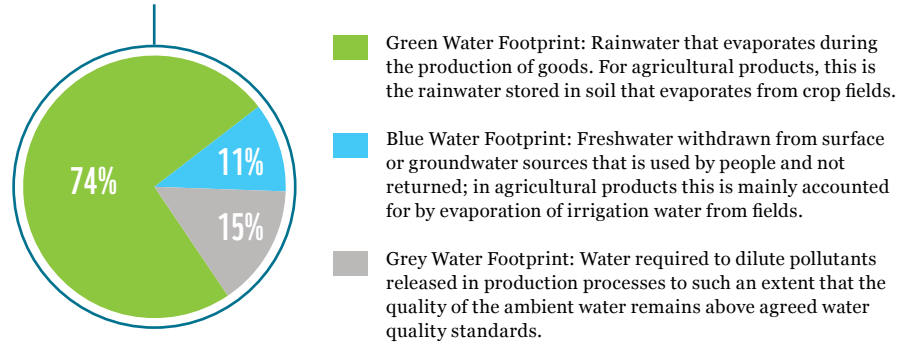 74%
11%
15%
Green Water Footprint: Rainwater that evaporates during
the production of goods. For agricultural products, this is
the rainwater stored in soil that evaporates from crop fields.
Blue Water Footprint: Freshwater withdrawn from surface
or groundwater sources that is used by people and not
returned; in agricultural products this is mainly accounted
for by evaporation of irrigation water from fields.
Grey Water Footprint: Water required to dilute pollutants
released in production processes to such an extent that the
quality of the ambient water remains above agreed water
quality standards.